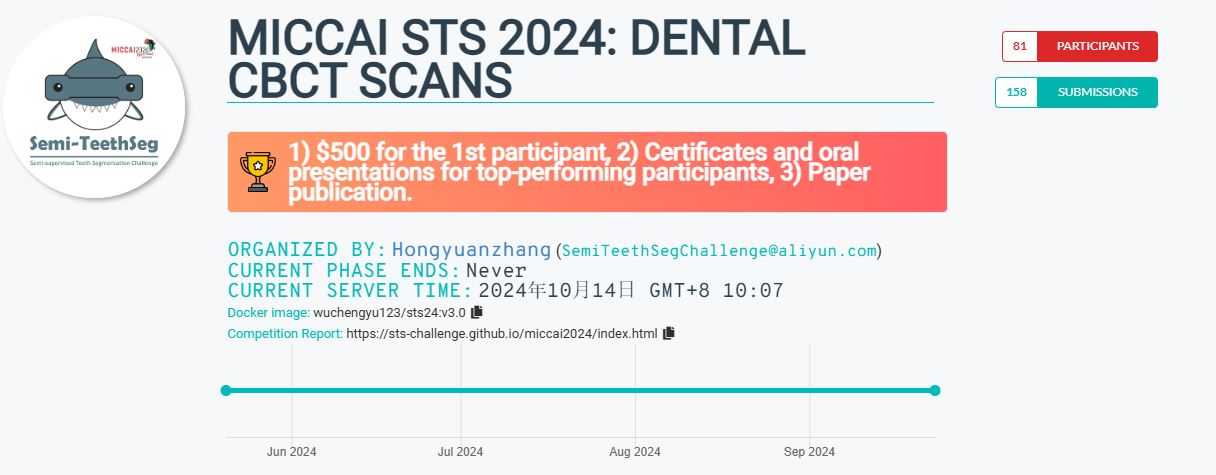 MICCAI2024
Semi-TeethSeg
Semi-supervised Teeth Segmentation Challenge
MICCAI STS 2024: DENTAL
CBCT SCANS
81 PARTICIPANTS
158 SUBMISSIONS
1) $500 for the 1st participant, 2) Certificates and oral
presentations for top-performing participants, 3) Paper
publication.
ORGANIZED BY: Hongyuanzhang (SemiTeethSegChallenge@aliyun.com)
CURRENT PHASE ENDS: Never
CURRENT SERVER TIME: 2024年10月14日 GMT+8 10:07
Docker image: wuchengyu123/sts24:v3.0
Competition Report: https://sts-challenge.github.io/miccai2024/index.html
Jun 2024 Jul 2024 Aug 2024 Sep 2024